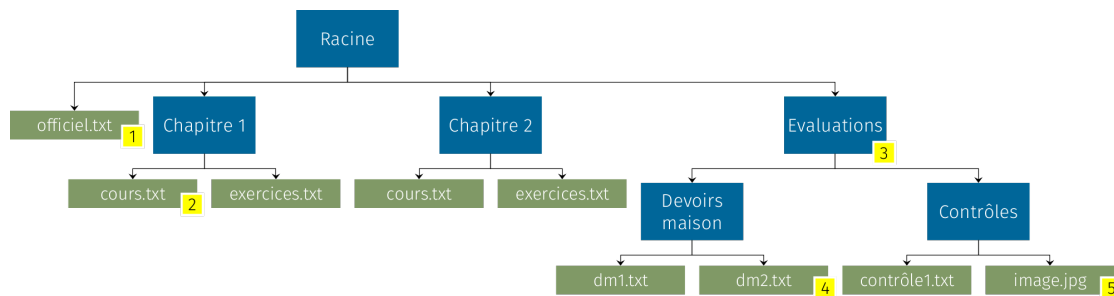 Racine
officiel.txt
1
Chapitre 1
Chapitre 2
Evaluations
3
cours.txt
2
exercices.txt
cours.txt
exercices.txt
Devoirs
maison
Contrôles
dm1.txt
dm2.txt
4
contrôle1.txt
image.jpg
5